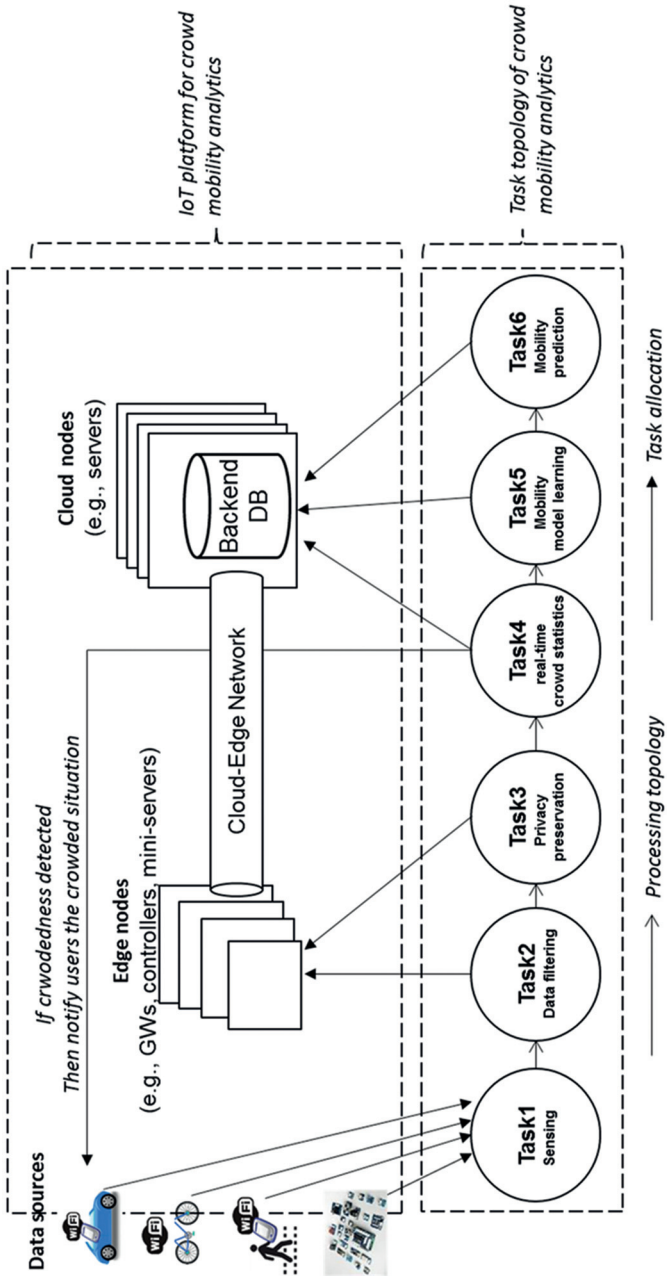 Data sources
If crwodedness detected
Then notify users the crowded situation
WiFi
WiFi
WiFi
Edge nodes
(e.g., GWs, controllers, mini-servers)
Cloud-Edge Network
Cloud nodes
(e.g., servers)
Backend
DB
IoT platform for crowd
mobility analytics
Task1
Sensing
Task2
Data filtering
Task3
Privacy
preservation
Task4
real-time
crowd statistics
Task5
Mobility
model learning
Task6
Mobility
prediction
Task topology of crowd
mobility analytics
Processing topology
Task allocation